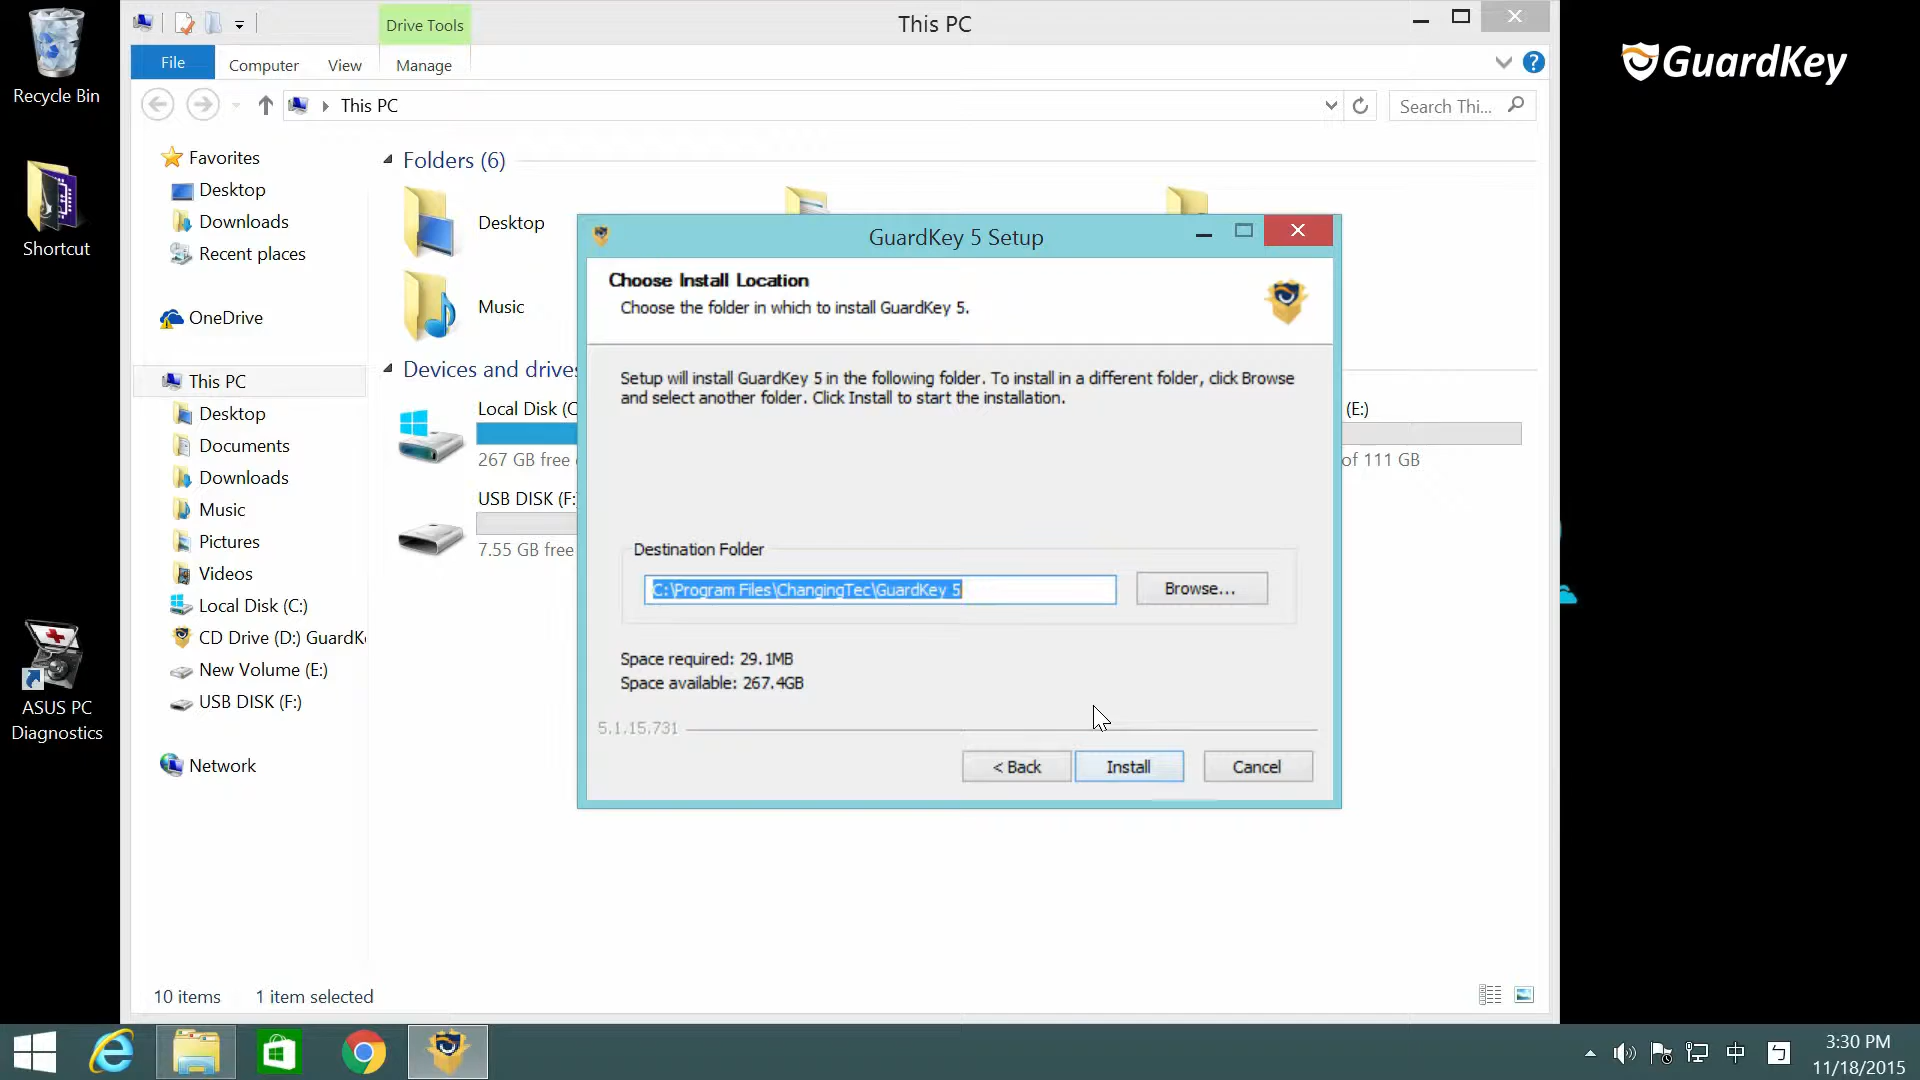 This PC
Drive Tools
File
Computer
View
Manage
This PC
Search Thi...
GuardKey
Recycle Bin
Shortcut
ASUS PC
Diagnostics
Favorites
Desktop
Downloads
Recent places
OneDrive
This PC
Desktop
Documents
Downloads
Music
Pictures
Videos
Local Disk (C:)
CD Drive (D:) GuardK
New Volume (E:)
USB DISK (F:)
Network
Folders (6)
Desktop
Music
Devices and drives
Local Disk (C
267 GB free
USB DISK (F:
7.55 GB free
(E:)
of 111 GB
GuardKey 5 Setup
Choose Install Location
Choose the folder in which to install GuardKey 5.
Setup will install GuardKey 5 in the following folder. To install in a different folder, click Browse
and select another folder. Click Install to start the installation.
Destination Folder
C:\Program Files\ChangingTec\GuardKey 5
Browse...
Space required: 29.1MB
Space available: 267.4GB
5.1.15.731
< Back
Install
Cancel
10 items
1 item selected
中
ㄅ
3:30 PM
11/18/2015